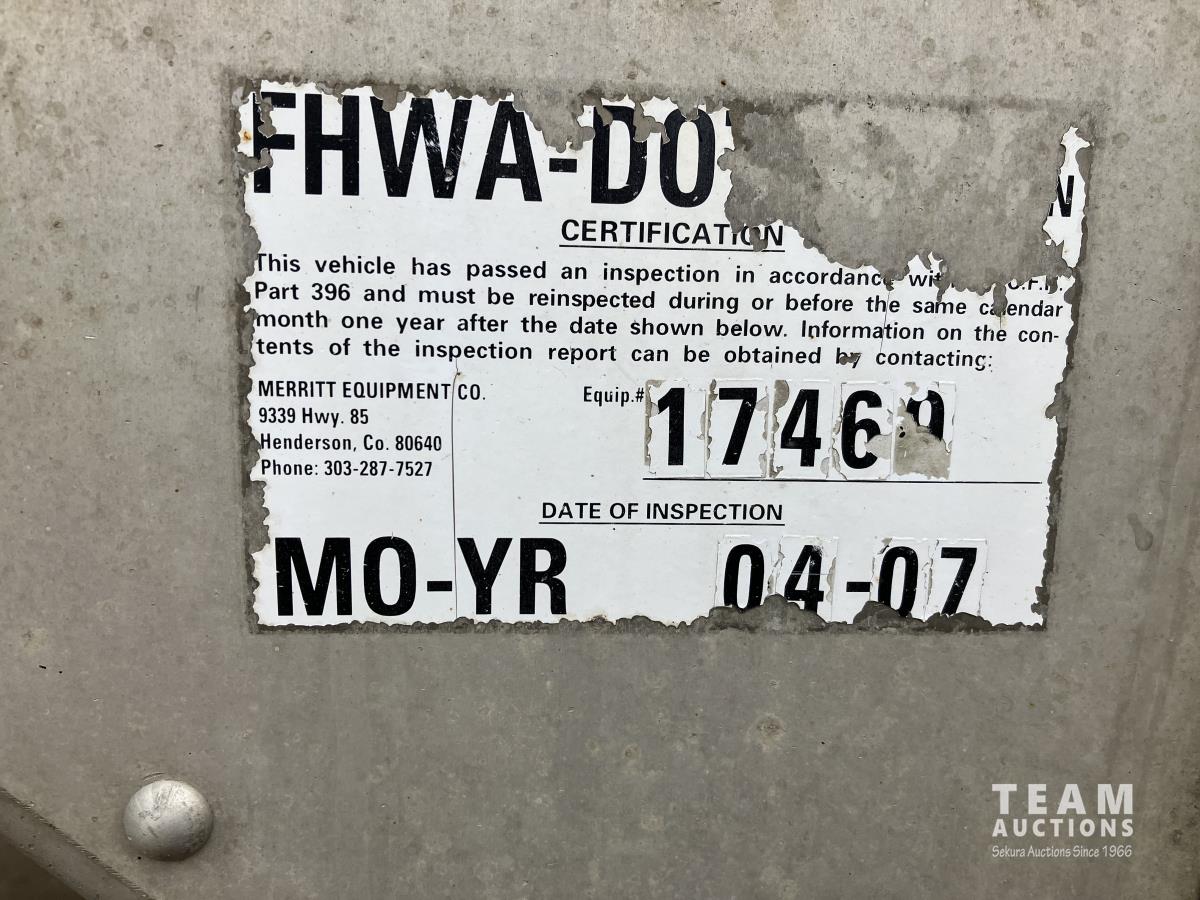 FHWA-DO
CERTIFICATION
This vehicle has passed an inspection in accordance
Part 396 and must be reinspected during or before the same calendar
month one year after the date shown below. Information on the con-
tents of the inspection report can be obtained by contacting:
MERRITT EQUIPMENT CO.
9339 Hwy. 85
Henderson, Co. 80640
Phone: 303-287-7527
Equip.# 1746
DATE OF INSPECTION
MO-YR 04-07
TEAM
AUCTIONS
Sekura Auctions Since 1966